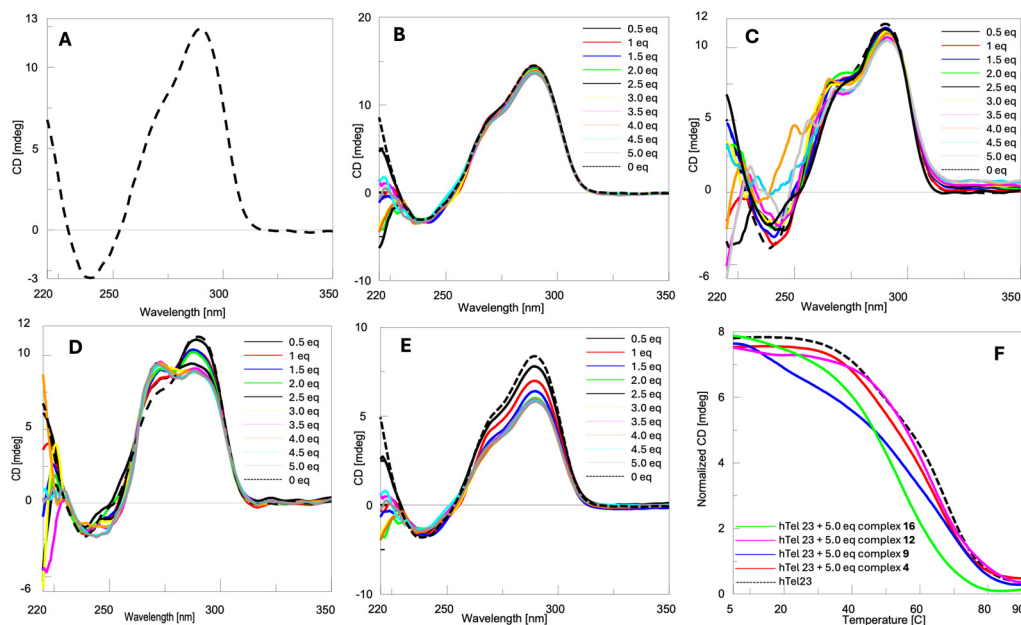 A
13
10
5
0
-3
CD [mdeg]
220
250
300
350
Wavelength [nm]
B
20
10
0
-10
CD [mdeg]
220
250
300
350
Wavelength [nm]
0.5 eq
1 eq
1.5 eq
2.0 eq
2.5 eq
3.0 eq
3.5 eq
4.0 eq
4.5 eq
5.0 eq
0 eq
C
12
10
5
0
-6
CD [mdeg]
220
250
300
350
Wavelength [nm]
0.5 eq
1 eq
1.5 eq
2.0 eq
2.5 eq
3.0 eq
3.5 eq
4.0 eq
4.5 eq
5.0 eq
0 eq
D
12
10
5
0
-6
CD [mdeg]
220
250
300
350
Wavelength [nm]
0.5 eq
1 eq
1.5 eq
2.0 eq
2.5 eq
3.0 eq
3.5 eq
4.0 eq
4.5 eq
5.0 eq
0 eq
E
10
5
0
-10
CD [mdeg]
220
250
300
350
Wavelength [nm]
0.5 eq
1 eq
1.5 eq
2.0 eq
2.5 eq
3.0 eq
3.5 eq
4.0 eq
4.5 eq
5.0 eq
0 eq
F
8
6
4
2
0
Normalized CD [mdeg]
5
20
40
60
80
90
Temperature [C]
hTel 23 + 5.0 eq complex 16
hTel 23 + 5.0 eq complex 12
hTel 23 + 5.0 eq complex 9
hTel 23 + 5.0 eq complex 4
hTel23